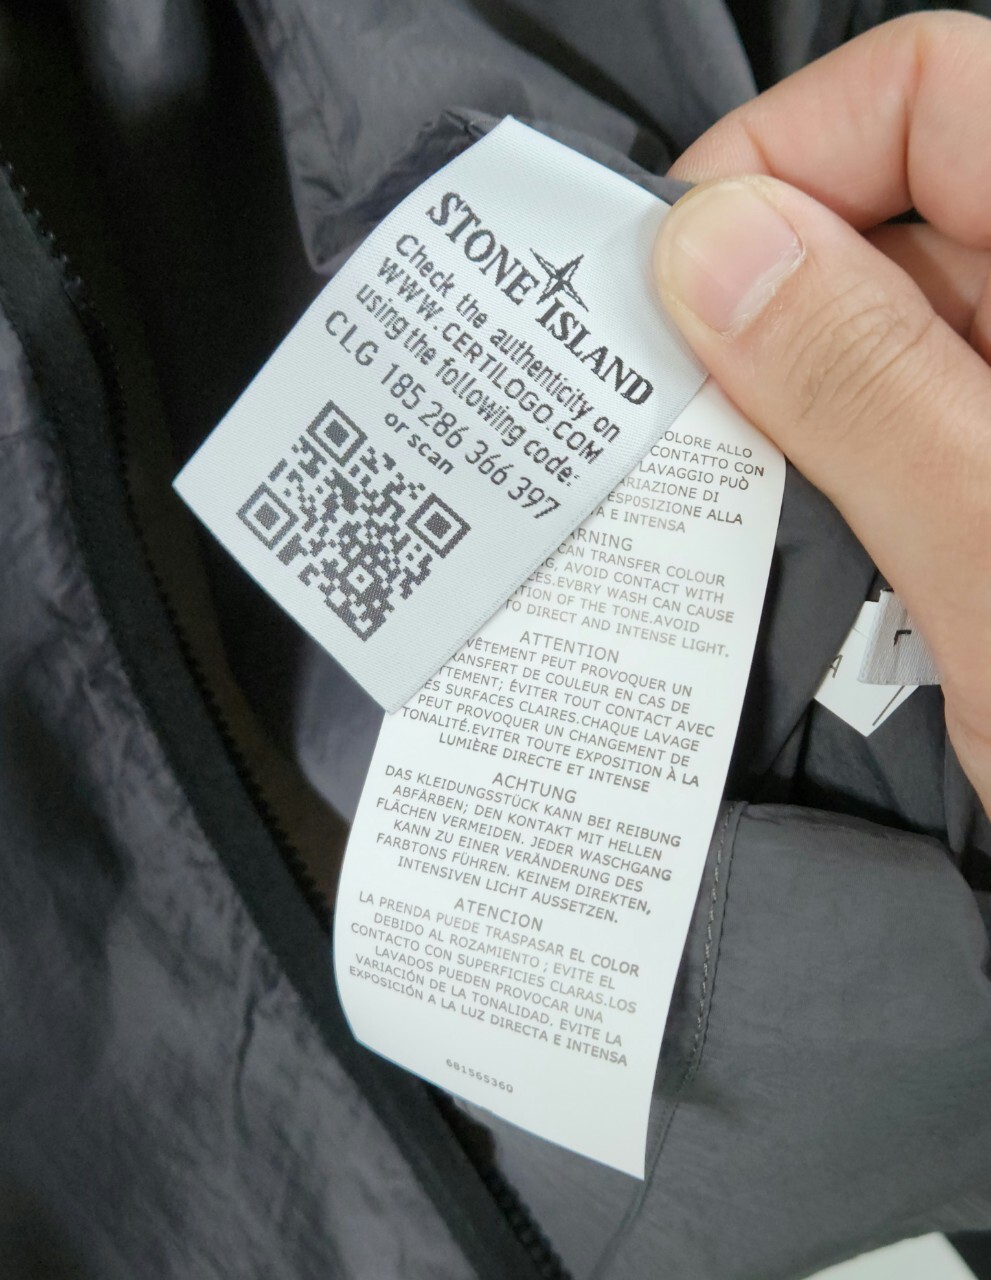 STONE ISLAND
Check the authenticity on
WWW.CERTILOGO.COM
using the following code:
CLG 185 286 366 397
or scan
COLORE ALLO
CONTATTO CON
LAVAGGIO PUÒ
ARIAZIONE DI
ESPOSIZIONE ALLA
TA E INTENSA
ARNING
CAN TRANSFER COLOUR
G, AVOID CONTACT WITH
CES.EVBRY WASH CAN CAUSE
TION OF THE TONE.AVOID
TO DIRECT AND INTENSE LIGHT.
ATTENTION
VÊTEMENT PEUT PROVOQUER UN
TRANSFERT DE COULEUR EN CAS DE
TTEMENT; ÉVITER TOUT CONTACT AVEC
ES SURFACES CLAIRES.CHAQUE LAVAGE
PEUT PROVOQUER UN CHANGEMENT DE
TONALITÉ.EVITER TOUTE EXPOSITION À LA
LUMIÈRE DIRECTE ET INTENSE
ACHTUNG
DAS KLEIDUNGSSTÜCK KANN BEI REIBUNG
ABFÄRBEN; DEN KONTAKT MIT HELLEN
FLÄCHEN VERMEIDEN. JEDER WASCHGANG
KANN ZU EINER VERÄNDERUNG DES
FARBTONS FÜHREN. KEINEM DIREKTEN,
INTENSIVEN LICHT AUSSETZEN.
ATENCION
LA PRENDA PUEDE TRASPASAR EL COLOR
DEBIDO AL ROZAMIENTO ; EVITE EL
CONTACTO CON SUPERFICIES CLARAS.LOS
LAVADOS PUEDEN PROVOCAR UNA
VARIACIÓN DE LA TONALIDAD. EVITE LA
EXPOSICIÓN A LA LUZ DIRECTA E INTENSA
681565360